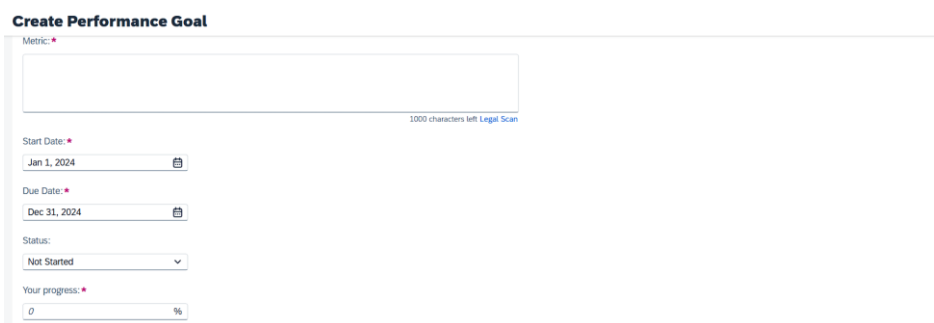 Create Performance Goal
Metric:*
1000 characters left Legal Scan
Start Date:*
Jan 1, 2024
Due Date:*
Dec 31, 2024
Status:
Not Started
Your progress:*
0 %